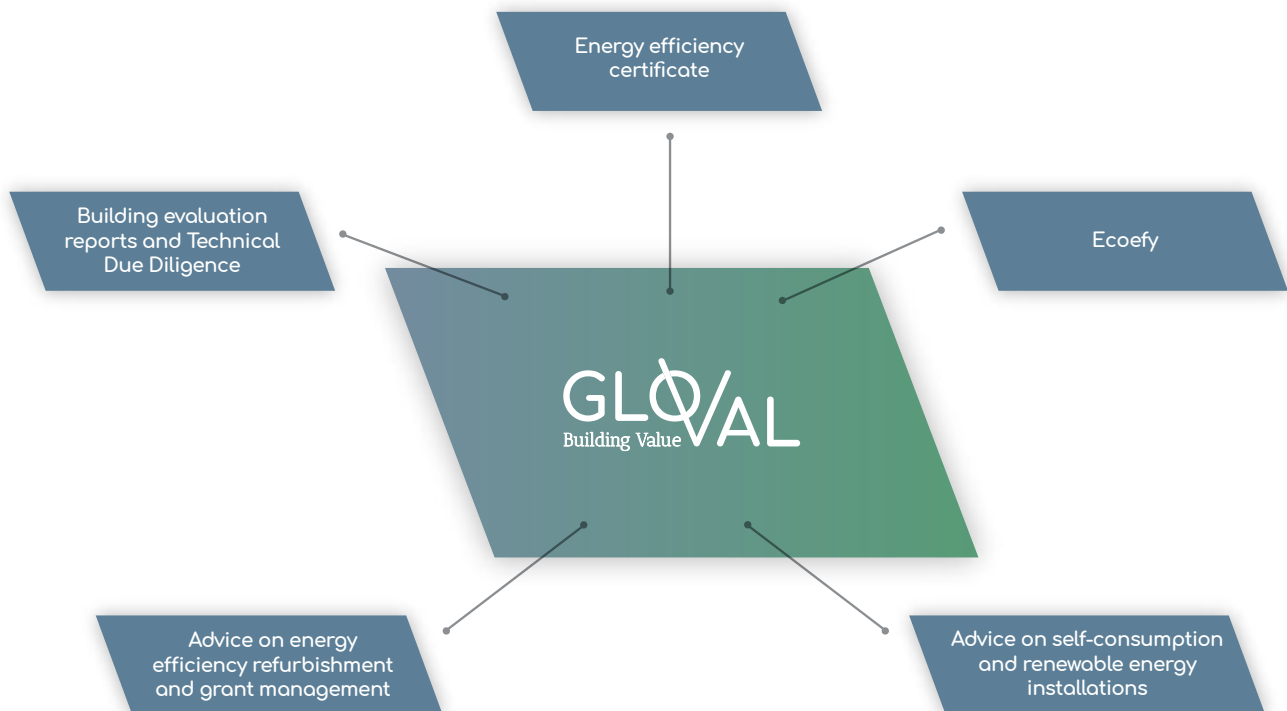 Energy efficiency
certificate
Building evaluation
reports and Technical
Due Diligence
Ecoefy
GLOVAL
Building Value
Advice on energy
efficiency refurbishment
and grant management
Advice on self-consumption
and renewable energy
installations